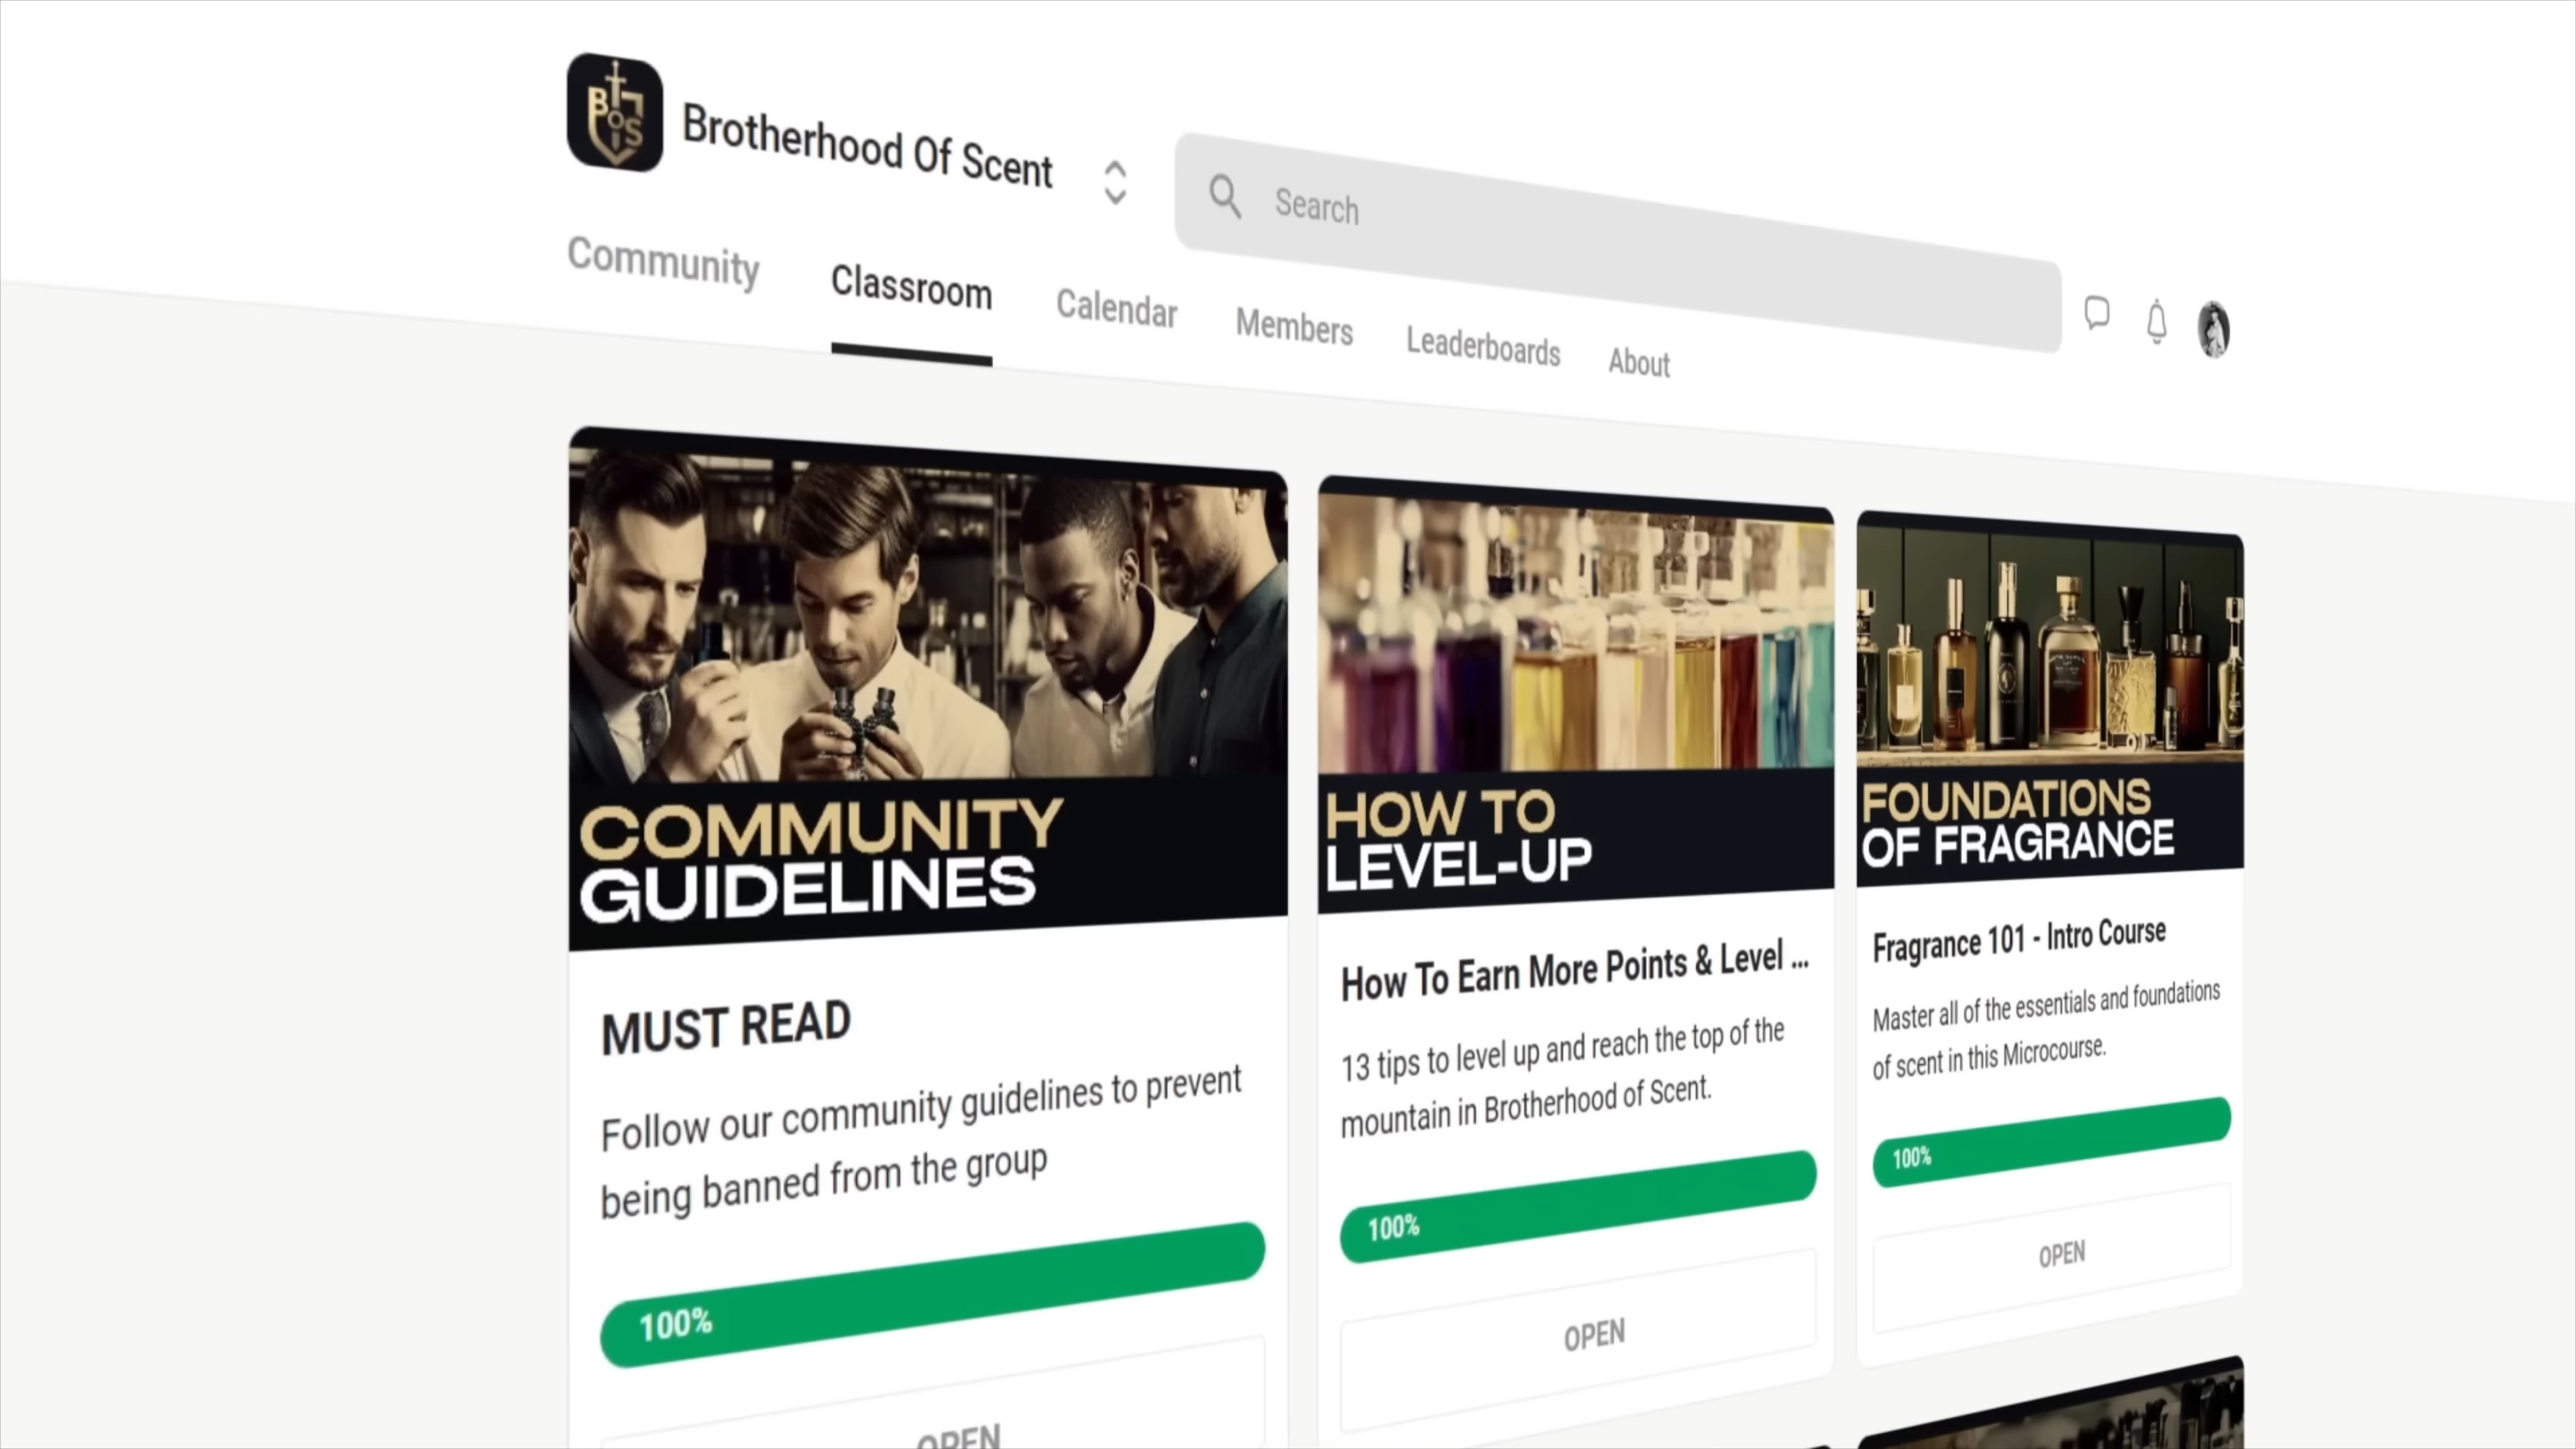 BOS
Brotherhood Of Scent
Search
Community
Classroom
Calendar
Members
Leaderboards
About
COMMUNITY
GUIDELINES
MUST READ
Follow our community guidelines to prevent
being banned from the group
100%
OPEN
HOW TO
LEVEL-UP
How To Earn More Points & Level ...
13 tips to level up and reach the top of the
mountain in Brotherhood of Scent.
100%
OPEN
FOUNDATIONS
OF FRAGRANCE
Fragrance 101 - Intro Course
Master all of the essentials and foundations
of scent in this Microcourse.
100%
OPEN